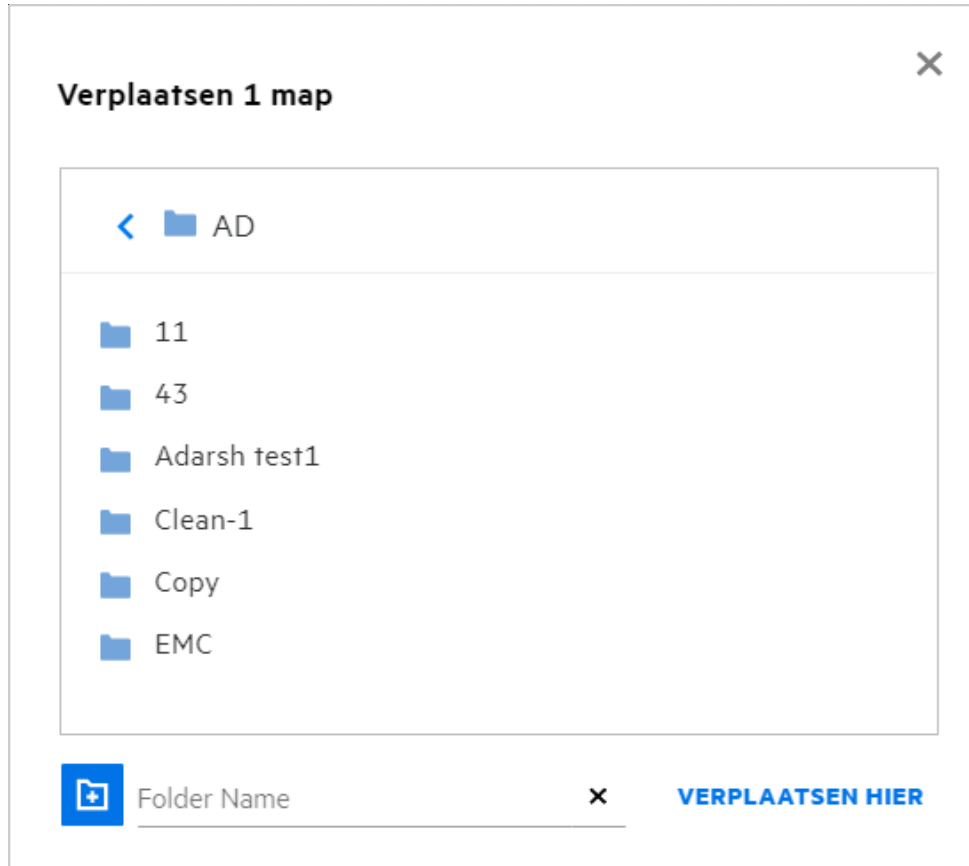 Verplaatsen 1 map
AD
11
43
Adarsh test1
Clean-1
Copy
EMC
Folder Name
VERPLAATSEN HIER